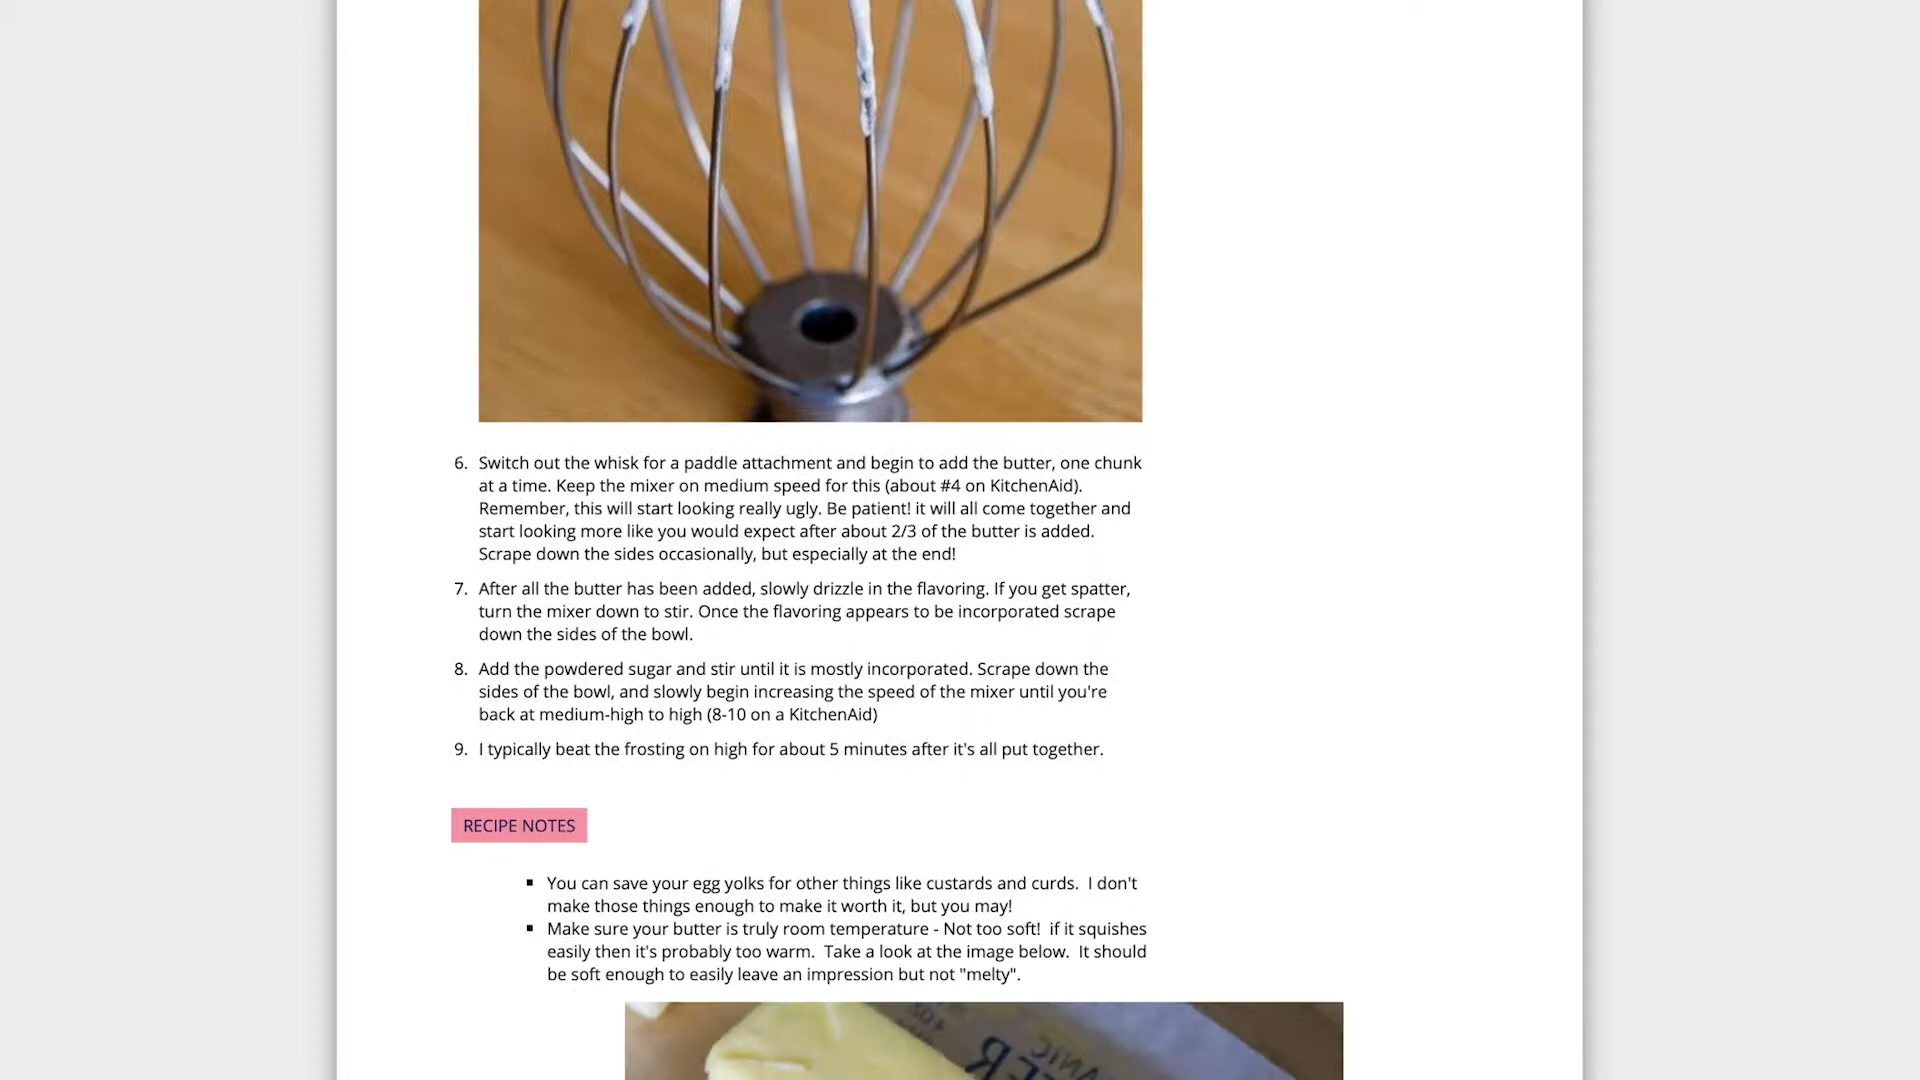 6. Switch out the whisk for a paddle attachment and begin to add the butter, one chunk
at a time. Keep the mixer on medium speed for this (about #4 on KitchenAid).
Remember, this will start looking really ugly. Be patient! it will all come together and
start looking more like you would expect after about 2/3 of the butter is added.
Scrape down the sides occasionally, but especially at the end!
7. After all the butter has been added, slowly drizzle in the flavoring. If you get spatter,
turn the mixer down to stir. Once the flavoring appears to be incorporated scrape
down the sides of the bowl.
8. Add the powdered sugar and stir until it is mostly incorporated. Scrape down the
sides of the bowl, and slowly begin increasing the speed of the mixer until you're
back at medium-high to high (8-10 on a KitchenAid)
9. I typically beat the frosting on high for about 5 minutes after it's all put together.
RECIPE NOTES
▪ You can save your egg yolks for other things like custards and curds.  I don't
make those things enough to make it worth it, but you may!
▪ Make sure your butter is truly room temperature - Not too soft!  if it squishes
easily then it's probably too warm.  Take a look at the image below.  It should
be soft enough to easily leave an impression but not "melty".